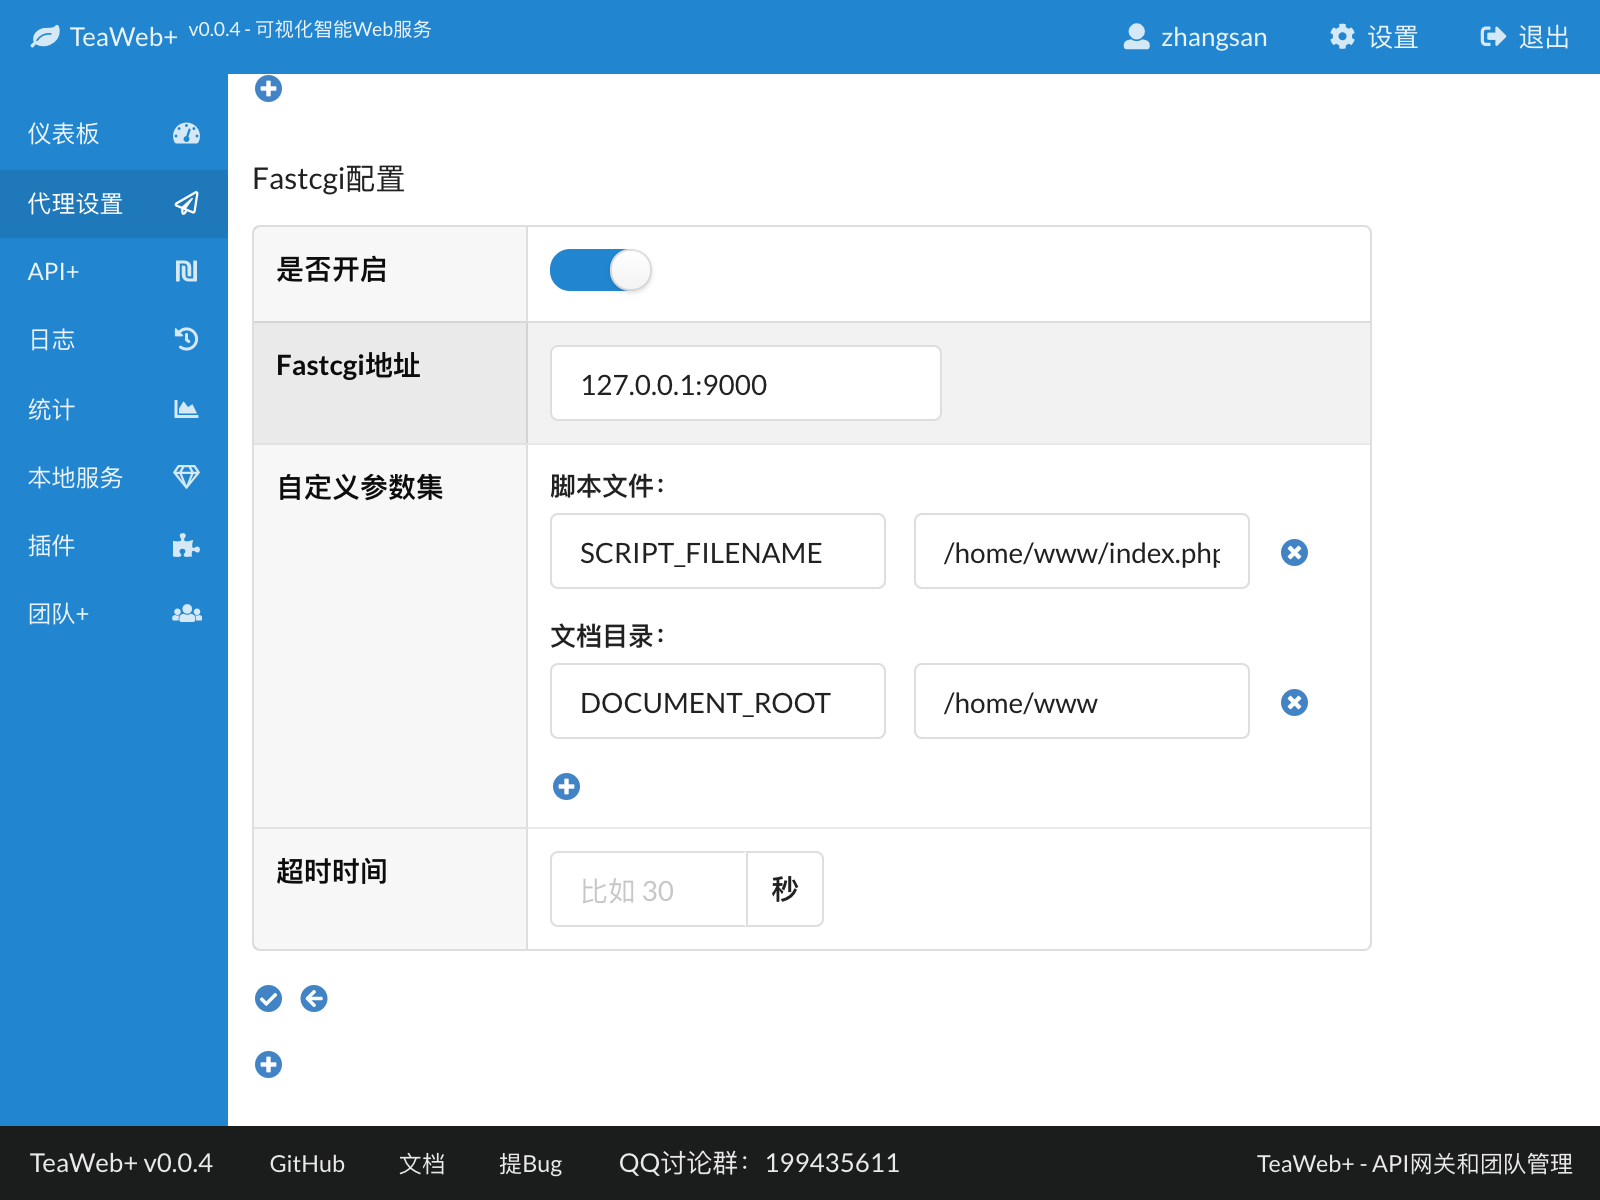 TeaWeb+ v0.0.4 - 可视化智能Web服务
zhangsan 设置 退出
仪表板
代理设置
API+
日志
统计
本地服务
插件
团队+
Fastcgi配置
是否开启
Fastcgi地址 127.0.0.1:9000
自定义参数集
脚本文件：
SCRIPT_FILENAME /home/www/index.php
文档目录：
DOCUMENT_ROOT /home/www
超时时间 比如 30 秒
TeaWeb+ v0.0.4 GitHub 文档 提Bug QQ讨论群：199435611 TeaWeb+ - API网关和团队管理